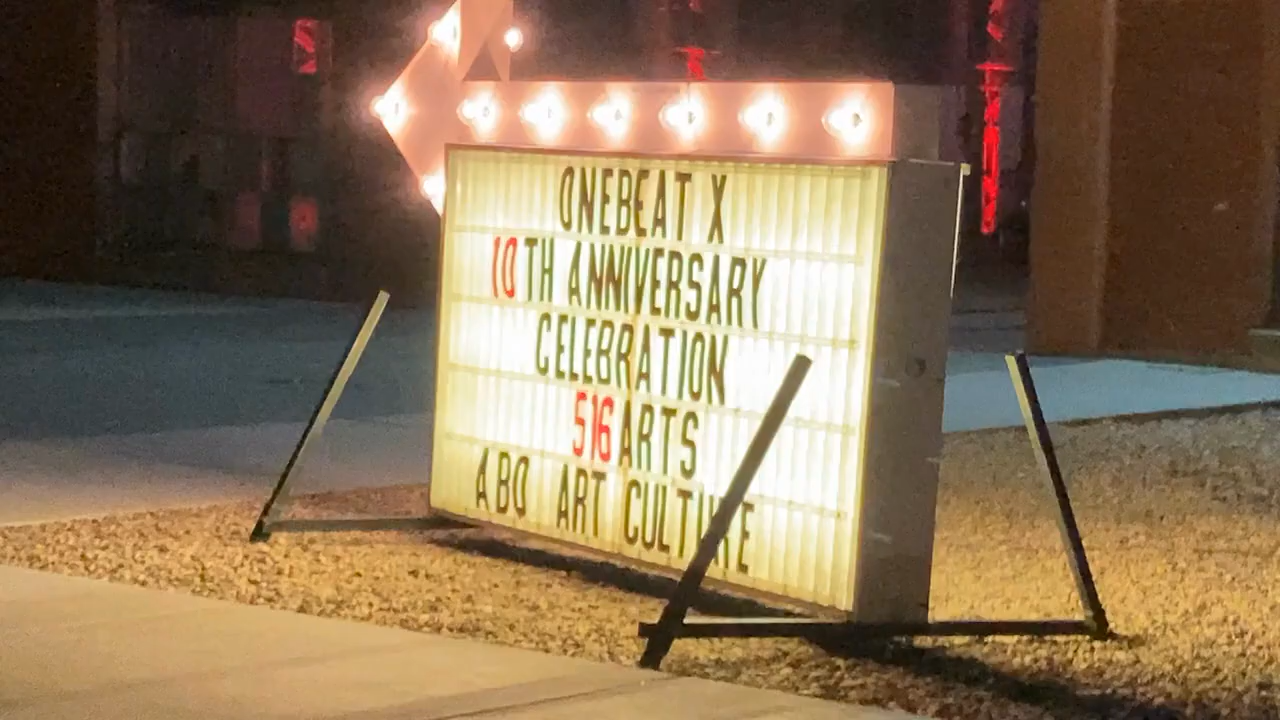 ONEBEAT X
10TH ANNIVERSARY
CELEBRATION
516 ARTS
ABQ ART CULTURE